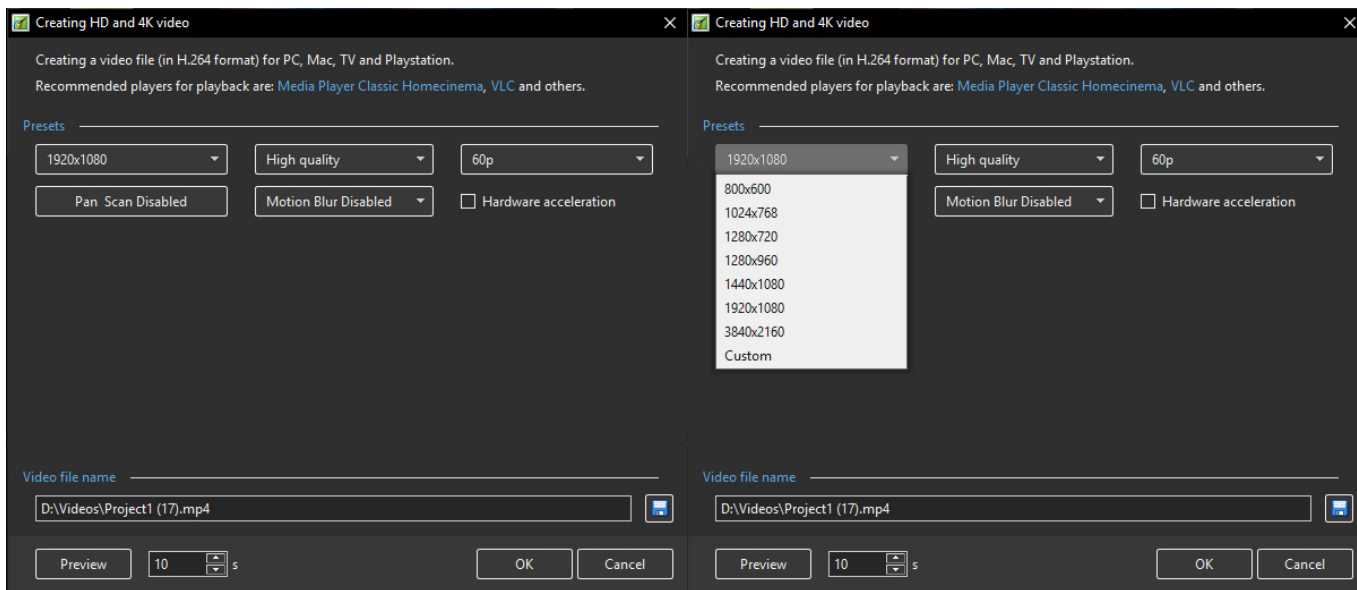 Creating HD and 4K video
Creating a video file (in H.264 format) for PC, Mac, TV and Playstation.
Recommended players for playback are: Media Player Classic Homecinema, VLC and others.
Presets
1920x1080 High quality 60p
Pan Scan Disabled Motion Blur Disabled Hardware acceleration
Video file name
D:\Videos\Project1 (17).mp4
Preview 10 s OK Cancel
Creating HD and 4K video
Creating a video file (in H.264 format) for PC, Mac, TV and Playstation.
Recommended players for playback are: Media Player Classic Homecinema, VLC and others.
Presets
1920x1080 High quality 60p
800x600
1024x768 Motion Blur Disabled Hardware acceleration
1280x720
1280x960
1440x1080
1920x1080
3840x2160
Custom
Video file name
D:\Videos\Project1 (17).mp4
Preview 10 s OK Cancel